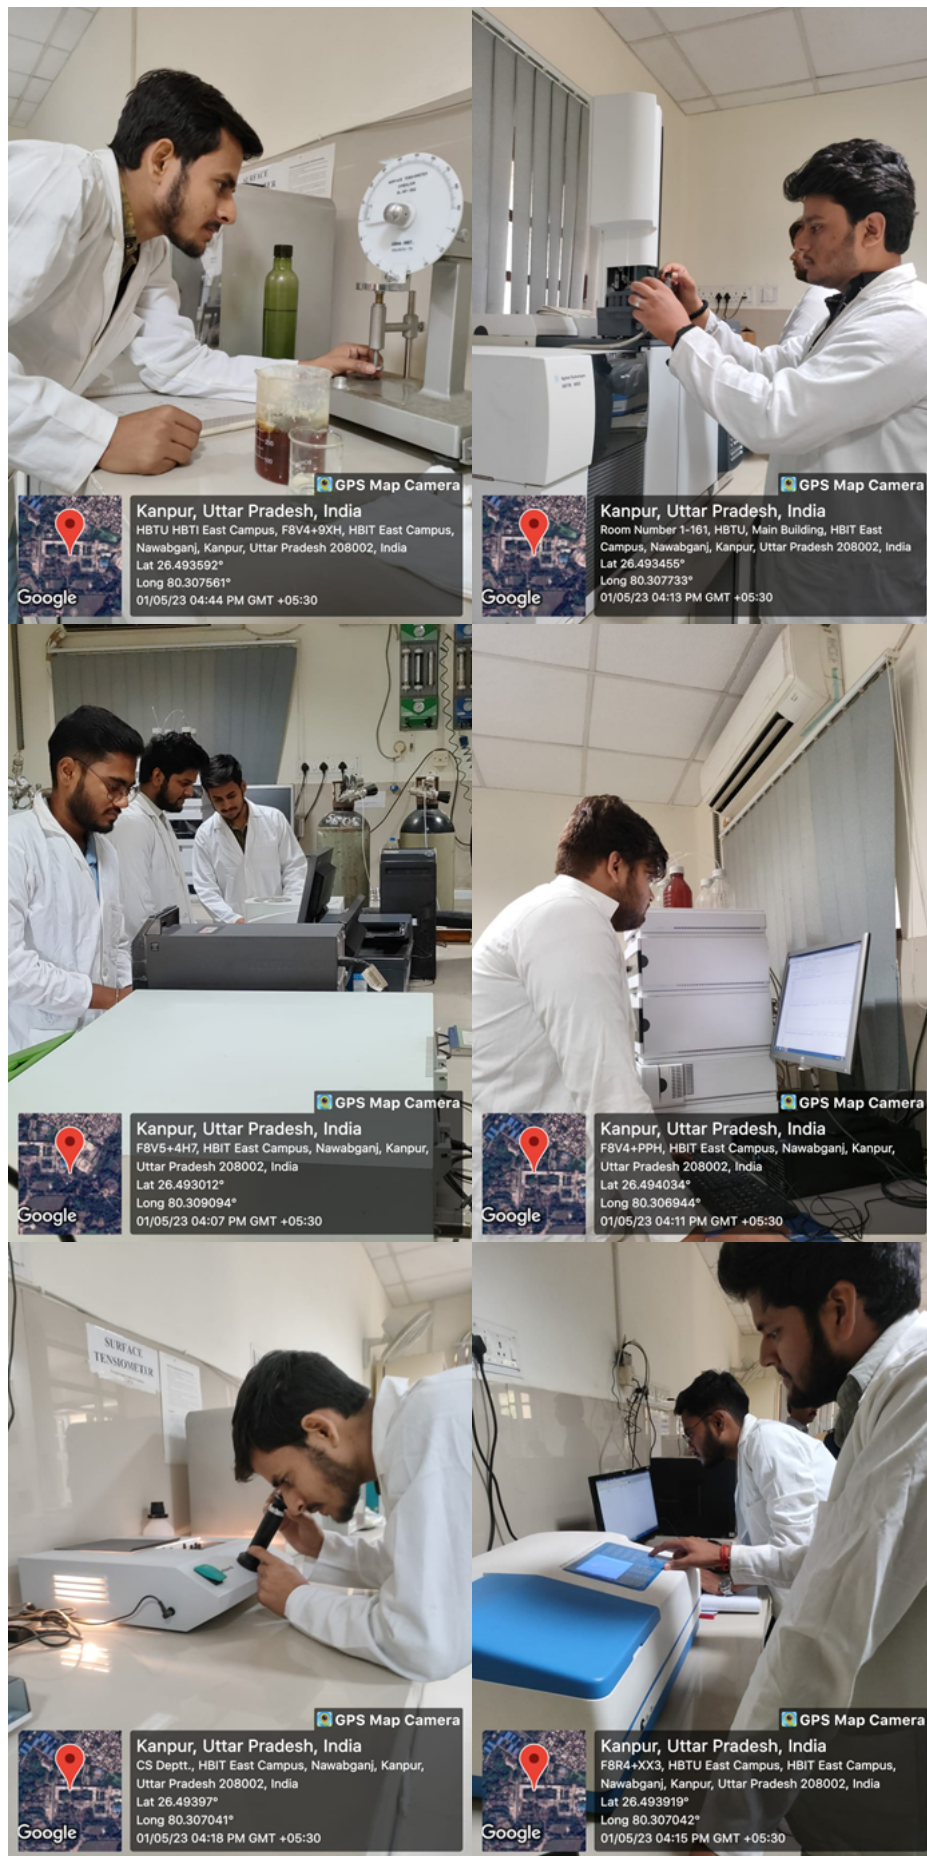 SURFACE
SURFACE TENSIOMETER
GPS Map Camera
Kanpur, Uttar Pradesh, India
HBTU HBTI East Campus, F8V4+9XH, HBIT East Campus,
Nawabganj, Kanpur, Uttar Pradesh 208002, India
Lat 26.493592°
Long 80.307561°
01/05/23 04:44 PM GMT +05:30
Google
Agilent Technologies
GPS Map Camera
Kanpur, Uttar Pradesh, India
Room Number 1-161, HBTU, Main Building, HBIT East
Campus, Nawabganj, Kanpur, Uttar Pradesh 208002, India
Lat 26.493455°
Long 80.307733°
01/05/23 04:13 PM GMT +05:30
Google
GPS Map Camera
Kanpur, Uttar Pradesh, India
F8V5+4H7, HBIT East Campus, Nawabganj, Kanpur,
Uttar Pradesh 208002, India
Lat 26.493012°
Long 80.309094°
01/05/23 04:07 PM GMT +05:30
Google
GPS Map Camera
Kanpur, Uttar Pradesh, India
F8V4+PPH, HBIT East Campus, Nawabganj, Kanpur,
Uttar Pradesh 208002, India
Lat 26.494034°
Long 80.306944°
01/05/23 04:11 PM GMT +05:30
Google
SURFACE
TENSIOMETER
GPS Map Camera
Kanpur, Uttar Pradesh, India
CS Deptt., HBIT East Campus, Nawabganj, Kanpur,
Uttar Pradesh 208002, India
Lat 26.49397°
Long 80.307041°
01/05/23 04:18 PM GMT +05:30
Google
GPS Map Camera
Kanpur, Uttar Pradesh, India
F8R4+XX3, HBTU East Campus, HBIT East Campus,
Nawabganj, Kanpur, Uttar Pradesh 208002, India
Lat 26.493919°
Long 80.307042°
01/05/23 04:15 PM GMT +05:30
Google